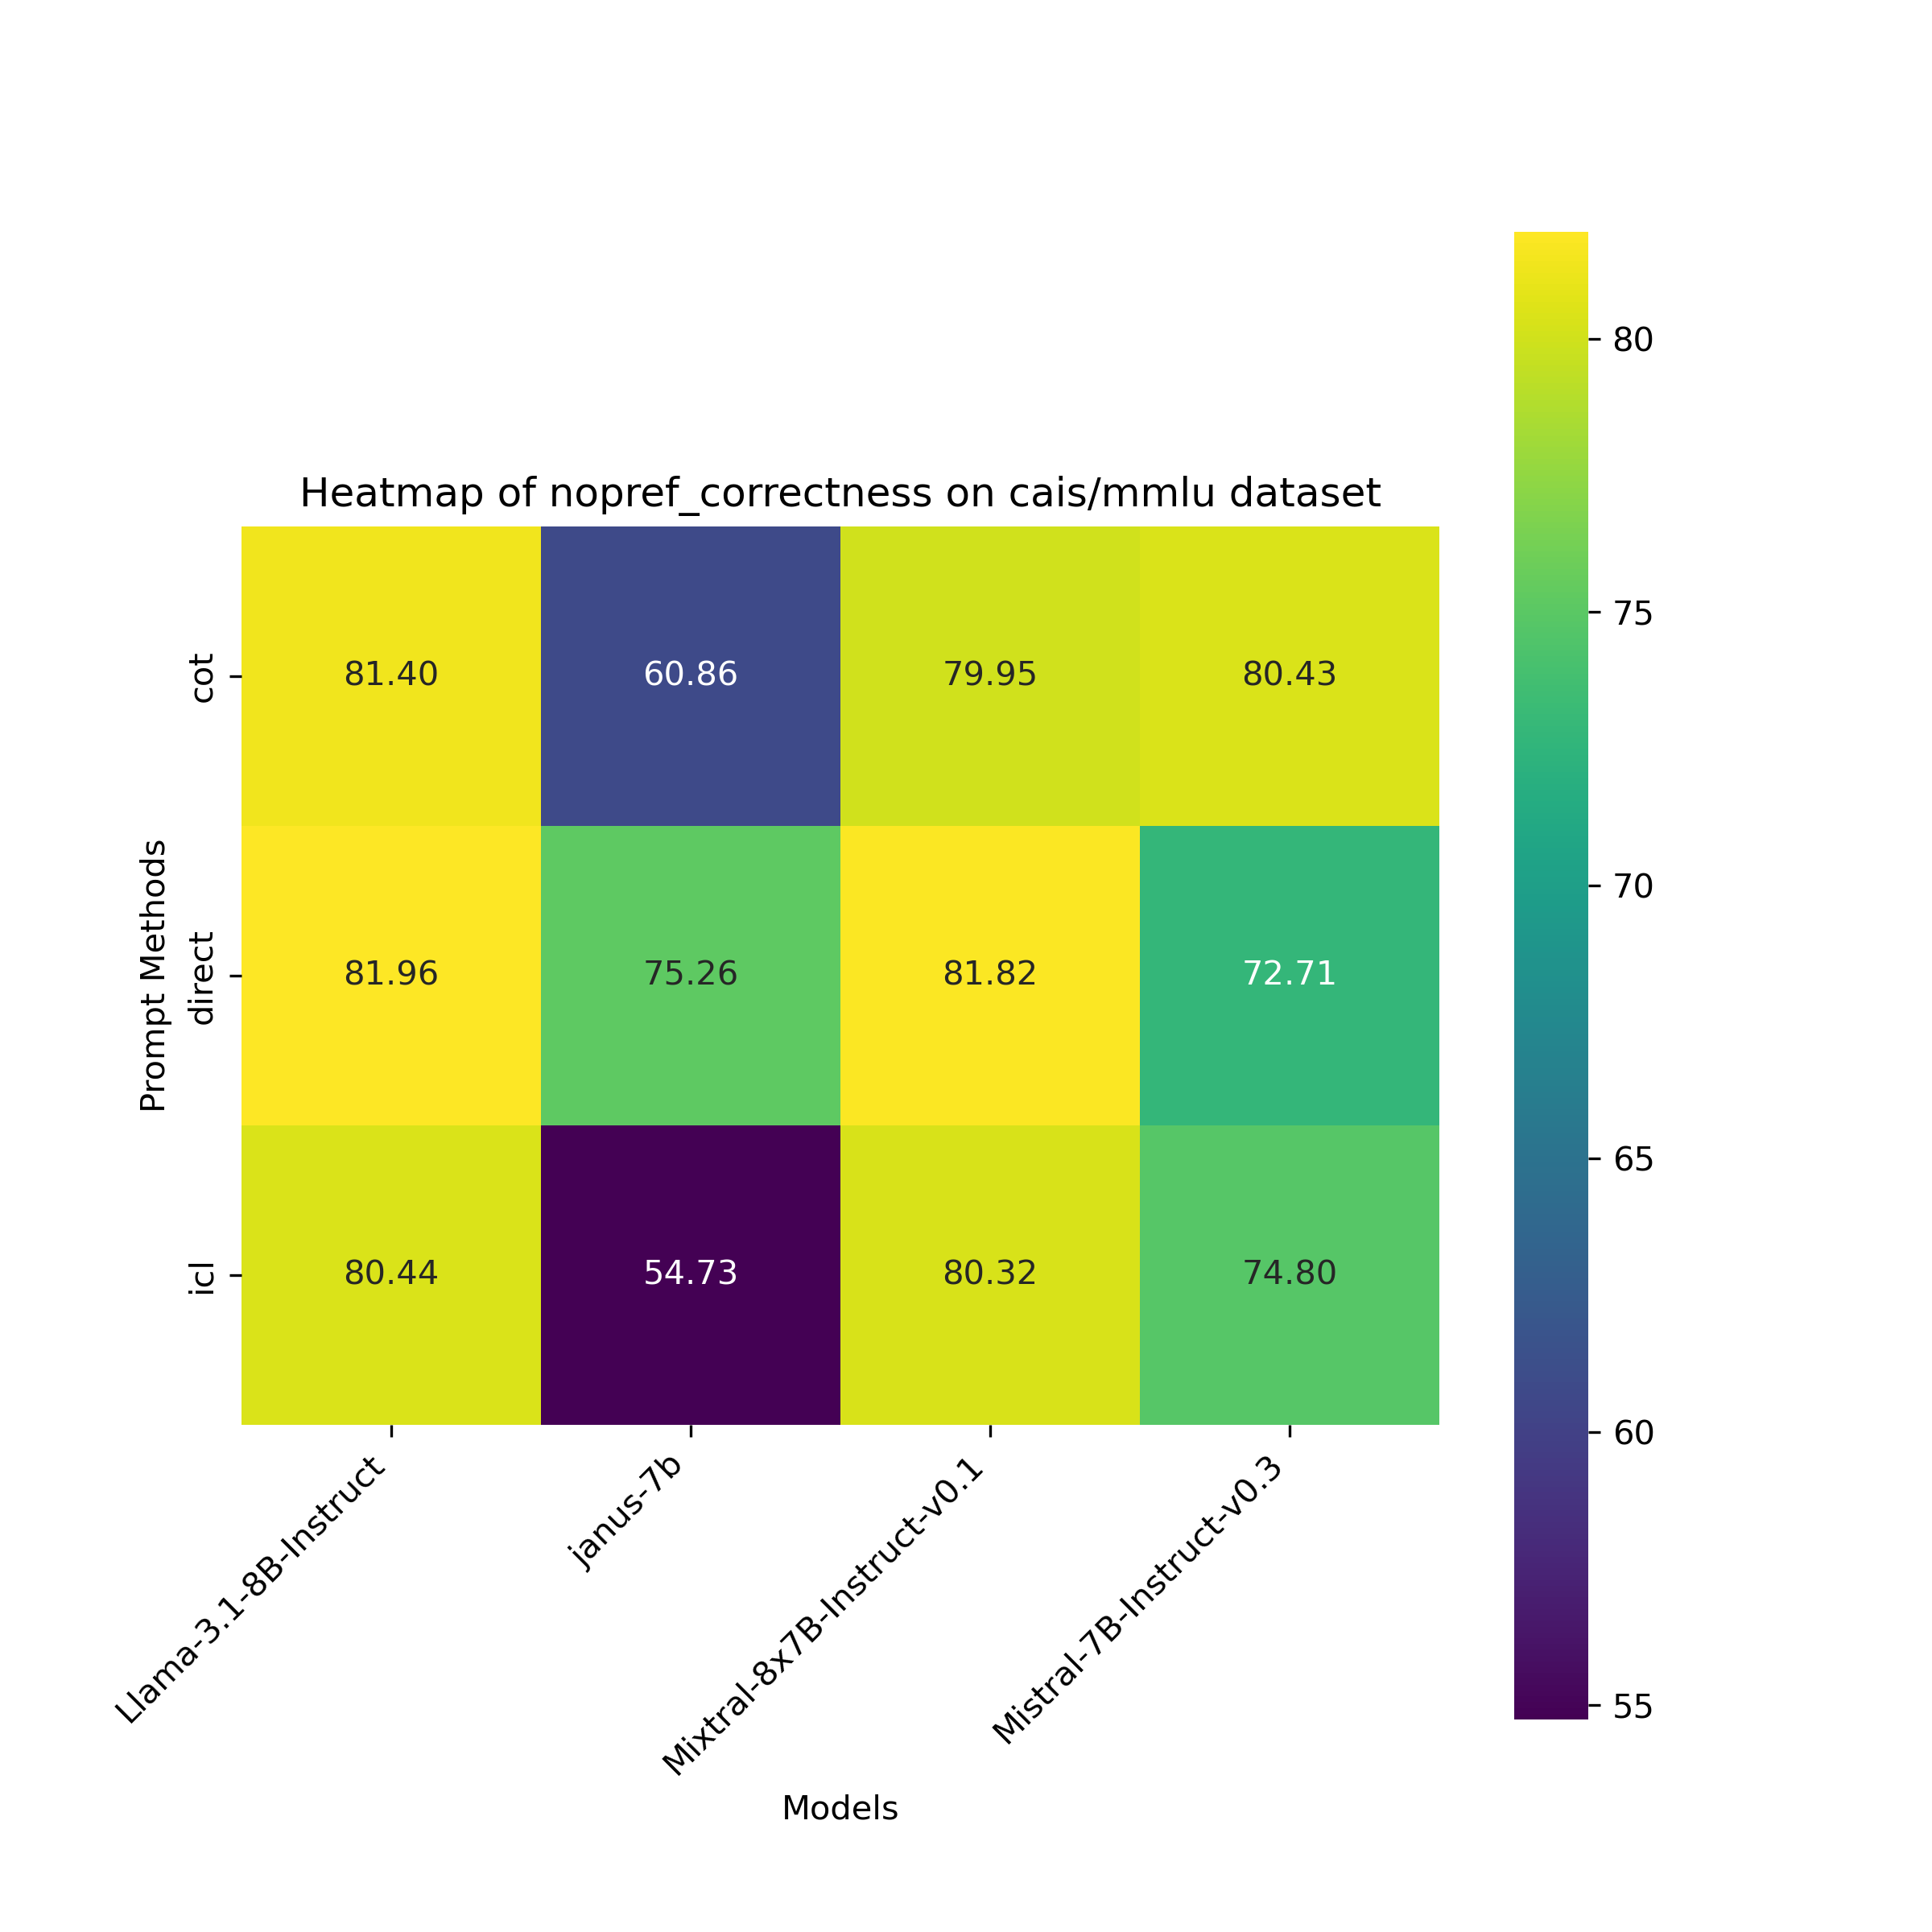 Heatmap of nopref_correctness on cais/mmlu dataset
Prompt Methods
cot
81.40 60.86 79.95 80.43
direct
81.96 75.26 81.82 72.71
icl
80.44 54.73 80.32 74.80
Llama-3.1-8B-Instruct
janus-7b
Mixtral-8x7B-Instruct-v0.1
Mistral-7B-Instruct-v0.3
Models
80
75
70
65
60
55